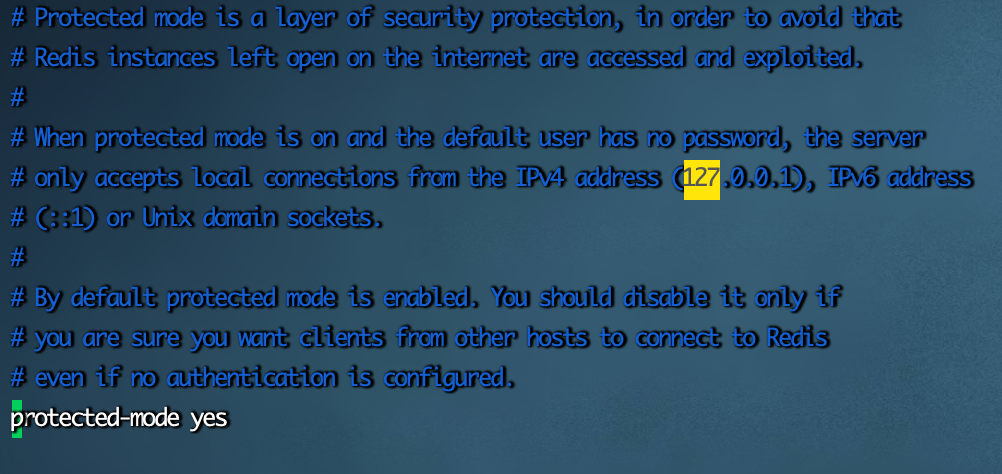 # Protected mode is a layer of security protection, in order to avoid that
# Redis instances left open on the internet are accessed and exploited.
#
# When protected mode is on and the default user has no password, the server
# only accepts local connections from the IPv4 address (127.0.0.1), IPv6 address
# (::1) or Unix domain sockets.
#
# By default protected mode is enabled. You should disable it only if
# you are sure you want clients from other hosts to connect to Redis
# even if no authentication is configured.
protected-mode yes